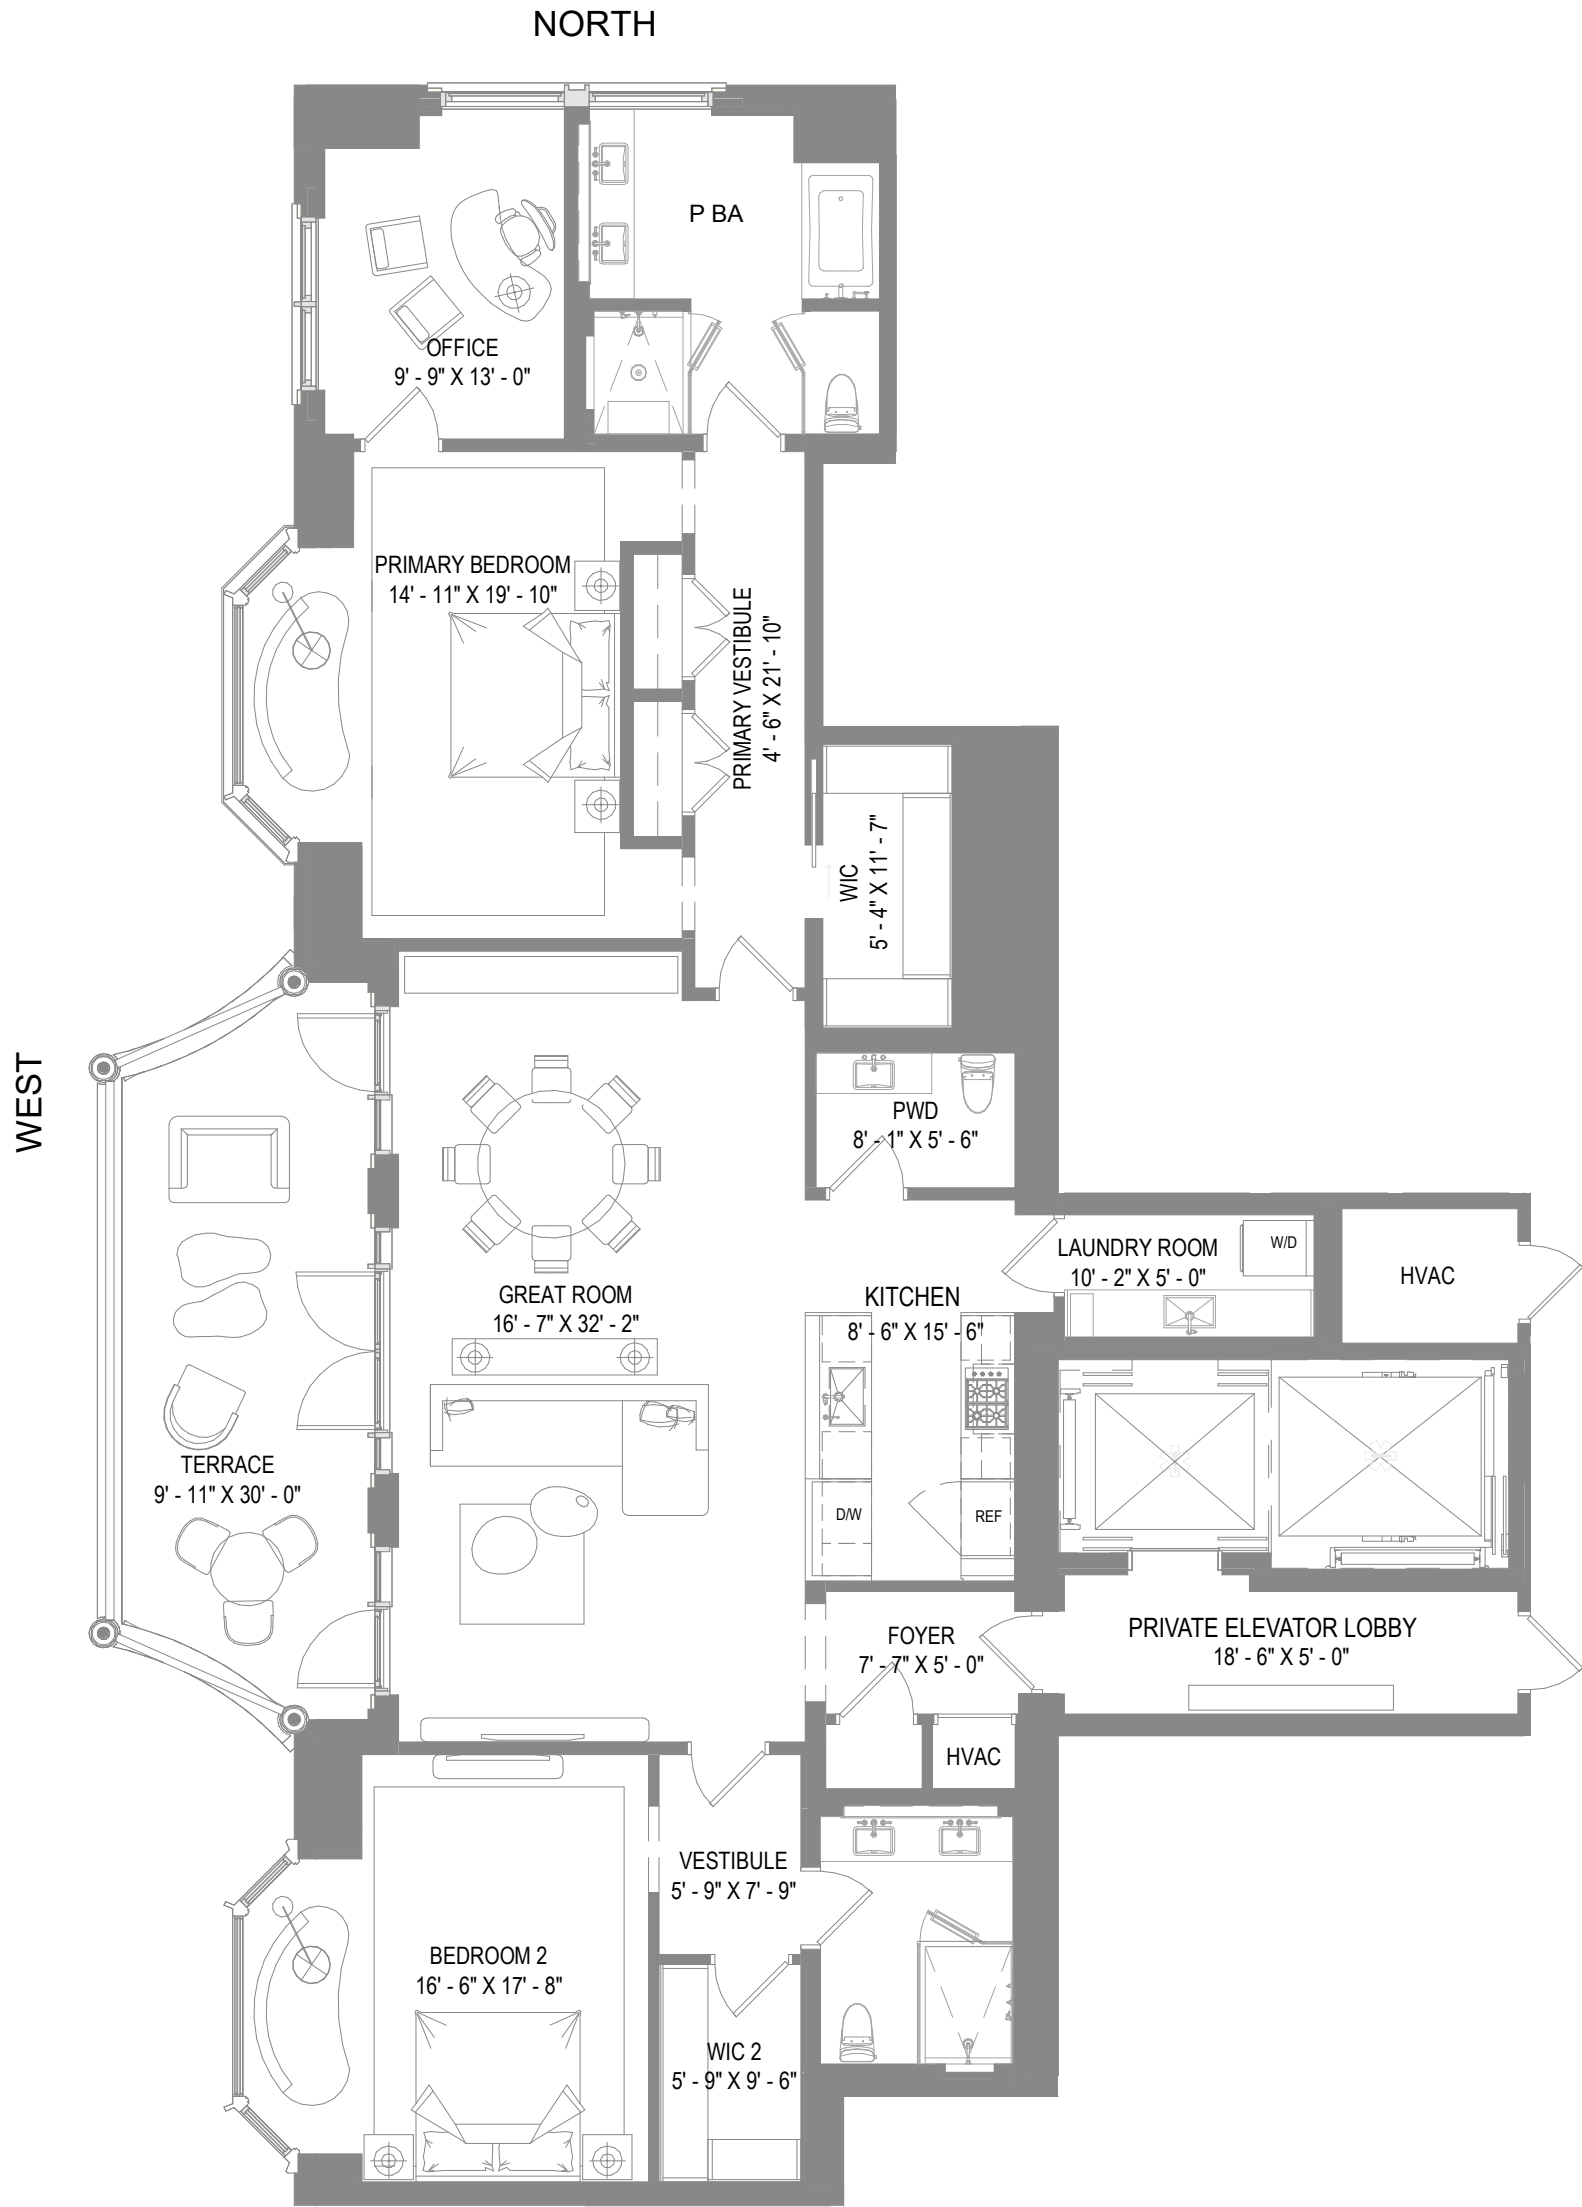 NORTH
P BA
OFFICE
9' - 9" X 13' - 0"
PRIMARY BEDROOM
14' - 11" X 19' - 10"
PRIMARY VESTIBULE
4' - 6" X 21' - 10"
WIC
5' - 4" X 11' - 7"
WEST
PWD
8' - 1" X 5' - 6"
LAUNDRY ROOM
10' - 2" X 5' - 0"
W/D
HVAC
GREAT ROOM
16' - 7" X 32' - 2"
KITCHEN
8' - 6" X 15' - 6"
TERRACE
9' - 11" X 30' - 0"
D/W
REF
FOYER
7' - 7" X 5' - 0"
PRIVATE ELEVATOR LOBBY
18' - 6" X 5' - 0"
HVAC
VESTIBULE
5' - 9" X 7' - 9"
BEDROOM 2
16' - 6" X 17' - 8"
WIC 2
5' - 9" X 9' - 6"